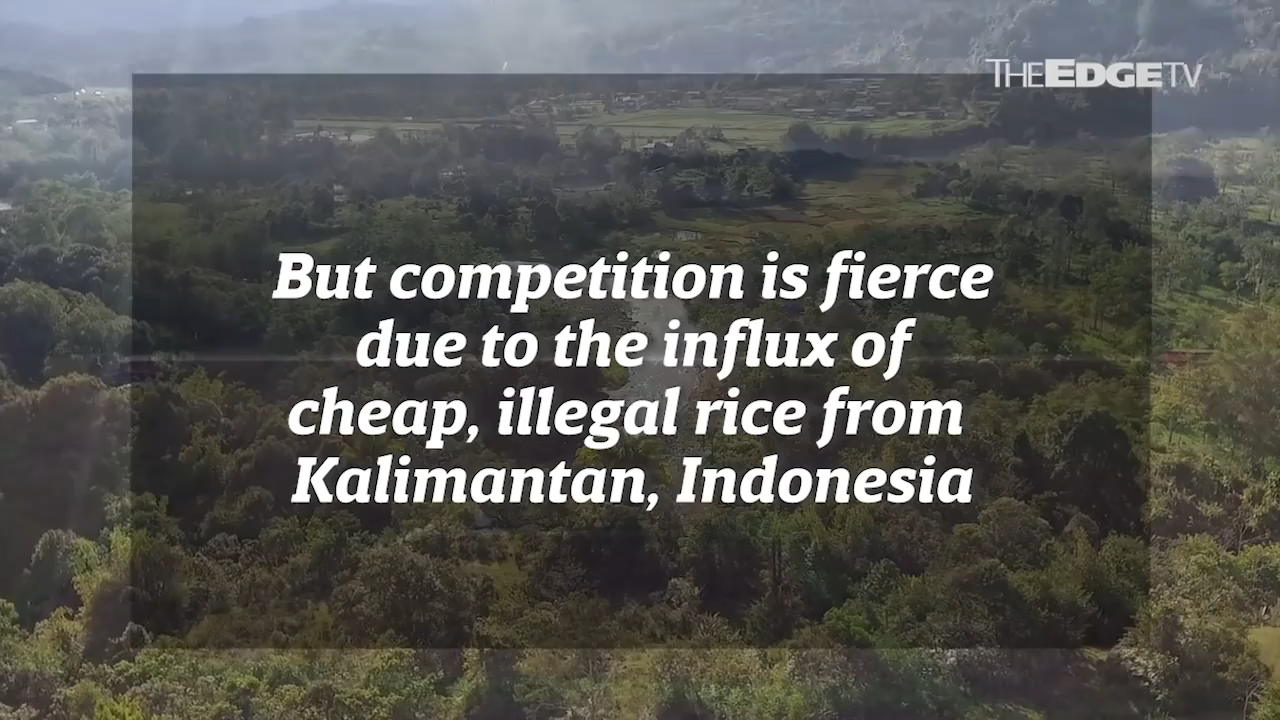 THEEDGETV
But competition is fierce
due to the influx of
cheap, illegal rice from
Kalimantan, Indonesia